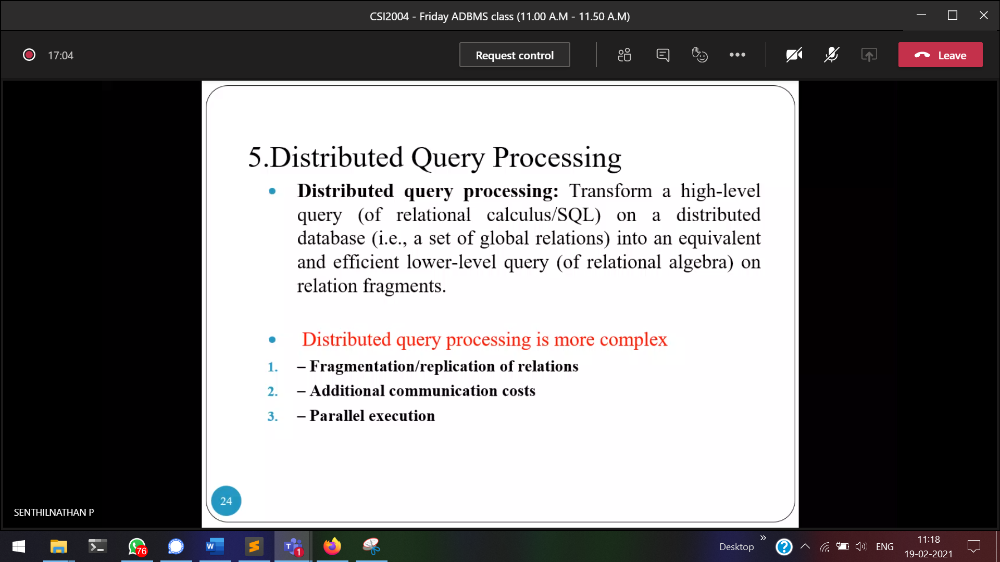 CSI2004 - Friday ADBMS class (11.00 A.M - 11.50 A.M)
17:04
Request control
Leave
5.Distributed Query Processing
• Distributed query processing: Transform a high-level
query (of relational calculus/SQL) on a distributed
database (i.e., a set of global relations) into an equivalent
and efficient lower-level query (of relational algebra) on
relation fragments.
• Distributed query processing is more complex
1. – Fragmentation/replication of relations
2. – Additional communication costs
3. – Parallel execution
24
SENTHILNATHAN P
76
W
T
1
Desktop
»
?
ENG
11:18
19-02-2021